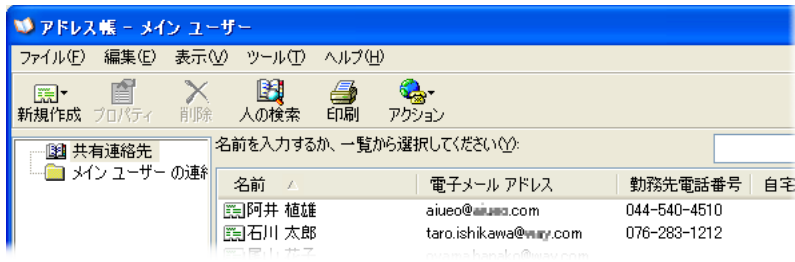 アドレス帳 - メイン ユーザー
ファイル(F) 編集(E) 表示(V) ツール(T) ヘルプ(H)
新規作成 プロパティ 削除 人の検索 印刷 アクション
共有連絡先
メイン ユーザー の連絡
名前を入力するか、一覧から選択してください(Y):
名前 電子メール アドレス 勤務先電話番号 自宅
阿井 植雄 aiueo@ .com 044-540-4510
石川 太郎 taro.ishikawa@ .com 076-283-1212